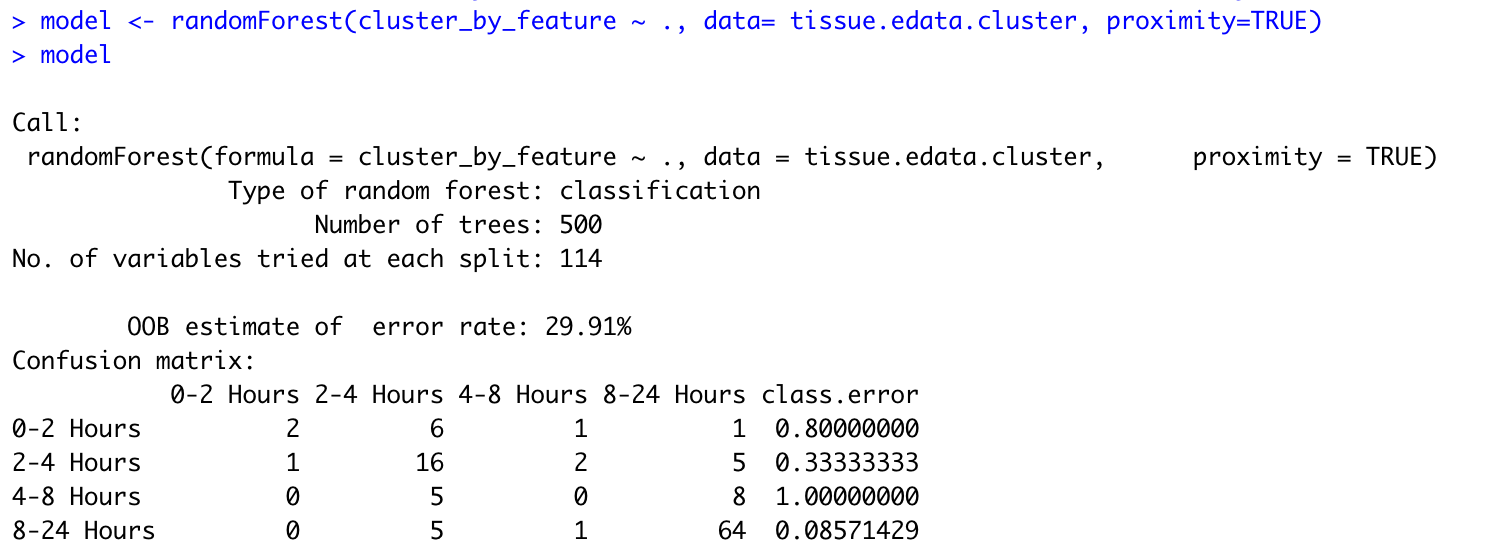 > model <- randomForest(cluster_by_feature ~ ., data= tissue.edata.cluster, proximity=TRUE)
> model
Call:
 randomForest(formula = cluster_by_feature ~ ., data = tissue.edata.cluster,      proximity = TRUE)
               Type of random forest: classification
                     Number of trees: 500
No. of variables tried at each split: 114
        OOB estimate of  error rate: 29.91%
Confusion matrix:
           0-2 Hours 2-4 Hours 4-8 Hours 8-24 Hours class.error
0-2 Hours          2         6         1          1  0.80000000
2-4 Hours          1        16         2          5  0.33333333
4-8 Hours          0         5         0          8  1.00000000
8-24 Hours         0         5         1         64  0.08571429